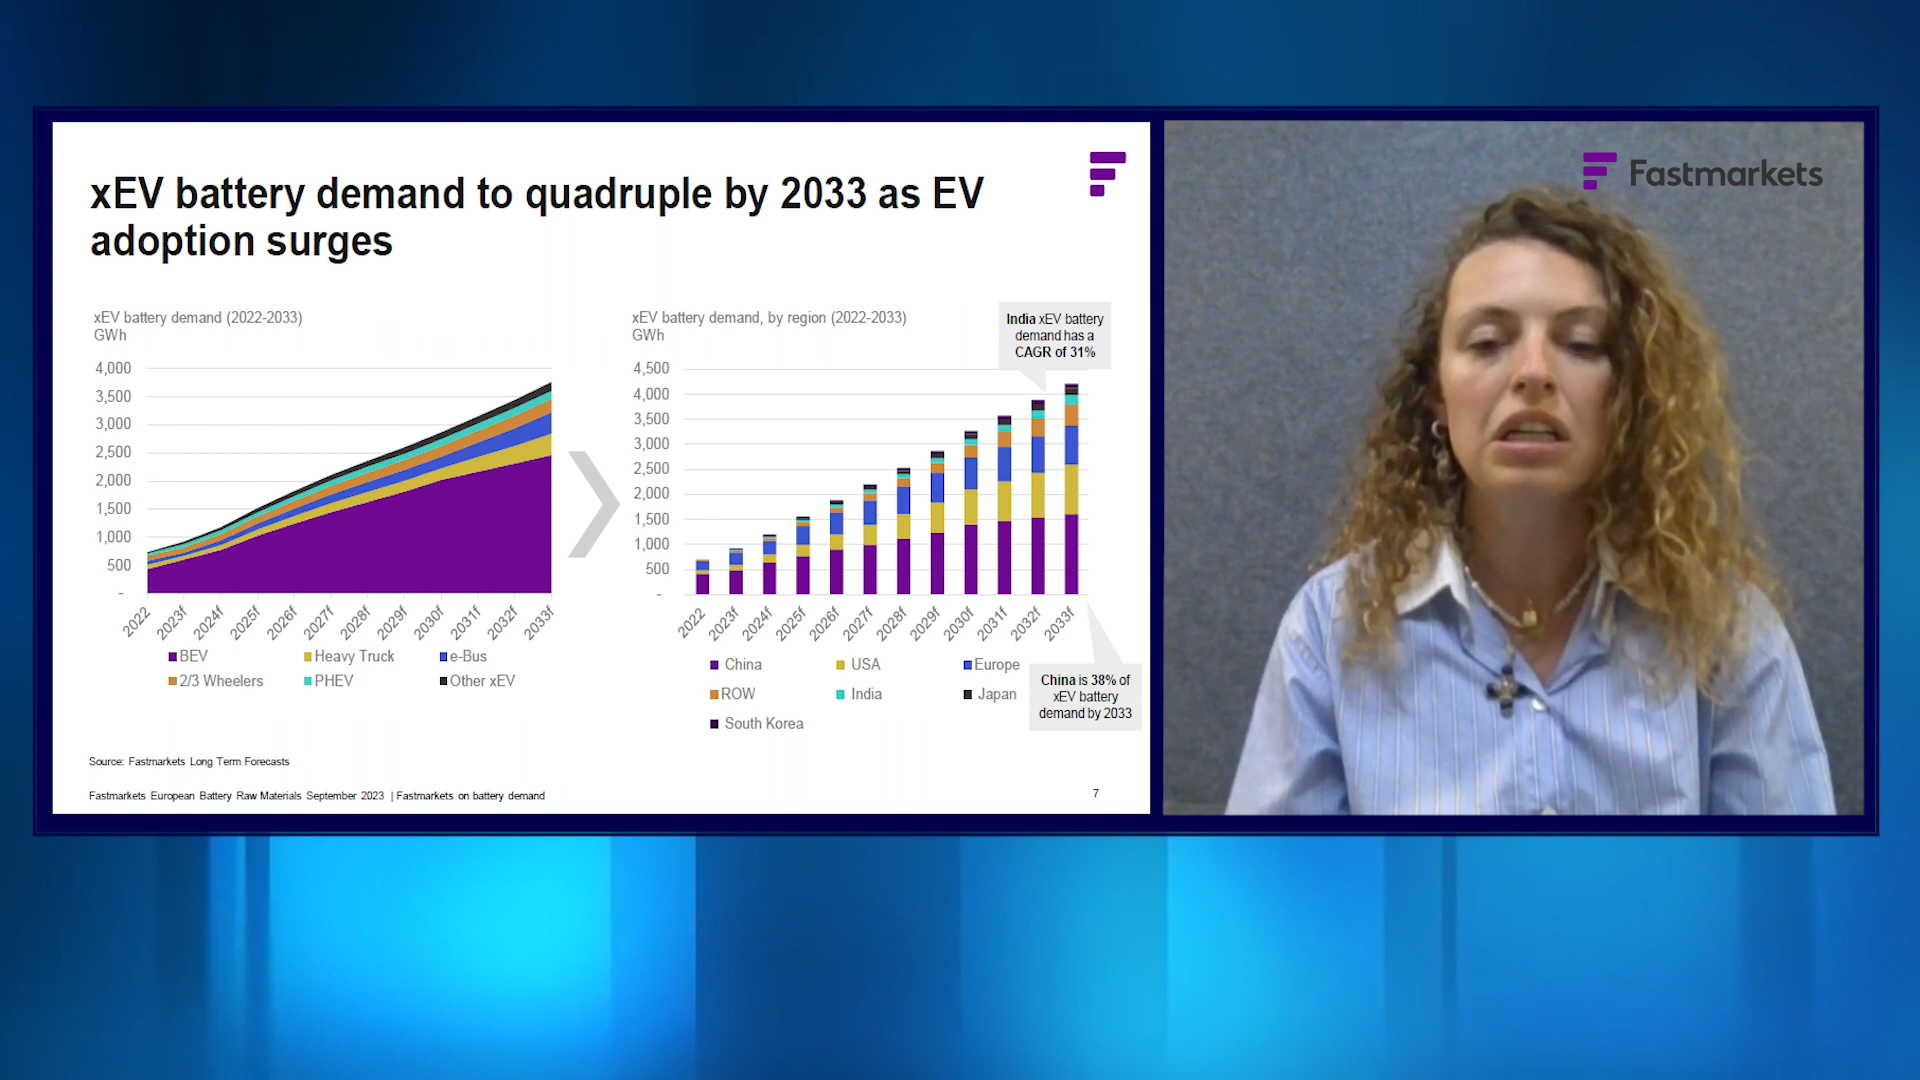 xEV battery demand to quadruple by 2033 as EV
adoption surges
xEV battery demand (2022-2033)
GWh
4,000
3,500
3,000
2,500
2,000
1,500
1,000
500
-
2022
2023f
2024f
2025f
2026f
2027f
2028f
2029f
2030f
2031f
2032f
2033f
BEV
Heavy Truck
e-Bus
2/3 Wheelers
PHEV
Other xEV
xEV battery demand, by region (2022-2033)
GWh
India xEV battery
demand has a
CAGR of 31%
4,500
4,000
3,500
3,000
2,500
2,000
1,500
1,000
500
-
2022
2023f
2024f
2025f
2026f
2027f
2028f
2029f
2030f
2031f
2032f
2033f
China
USA
Europe
ROW
India
Japan
South Korea
China is 38% of
xEV battery
demand by 2033
Source: Fastmarkets Long Term Forecasts
Fastmarkets European Battery Raw Materials September 2023 | Fastmarkets on battery demand
7
Fastmarkets